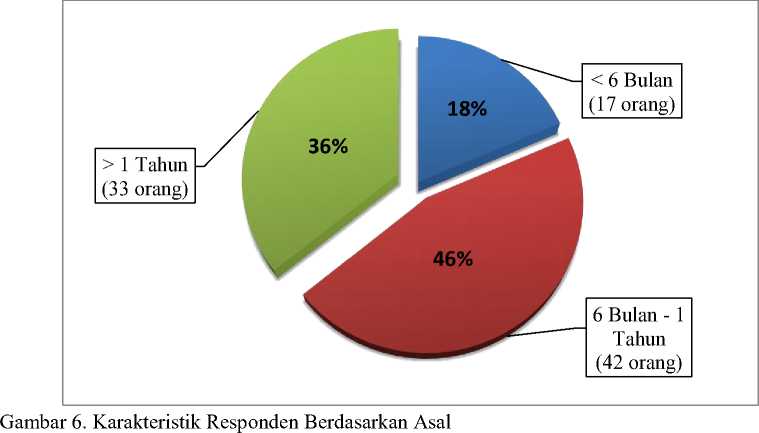 < 6 Bulan
(17 orang)
18%
36%
> 1 Tahun
(33 orang)
46%
6 Bulan - 1
Tahun
(42 orang)
Gambar 6. Karakteristik Responden Berdasarkan Asal